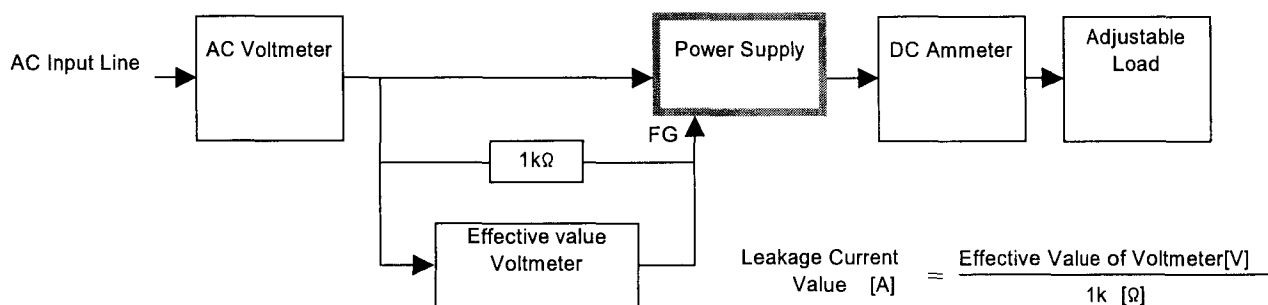 AC Input Line
AC Voltmeter
Power Supply
DC Ammeter
Adjustable
Load
FG
1kΩ
Effective value
Voltmeter
Leakage Current
Value [A]
=
Effective Value of Voltmeter[V]
1k [Ω]